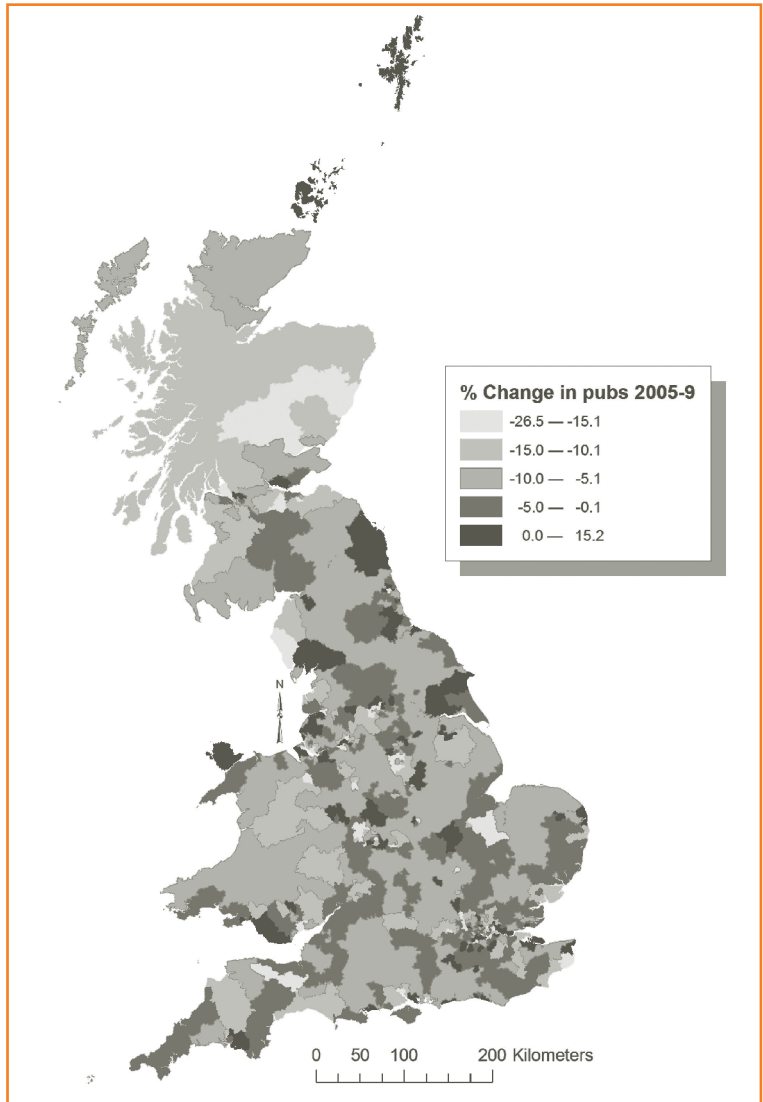 % Change in pubs 2005-9
-26.5 — -15.1
-15.0 — -10.1
-10.0 — -5.1
-5.0 — -0.1
0.0 — 15.2
N
0 50 100 200 Kilometers